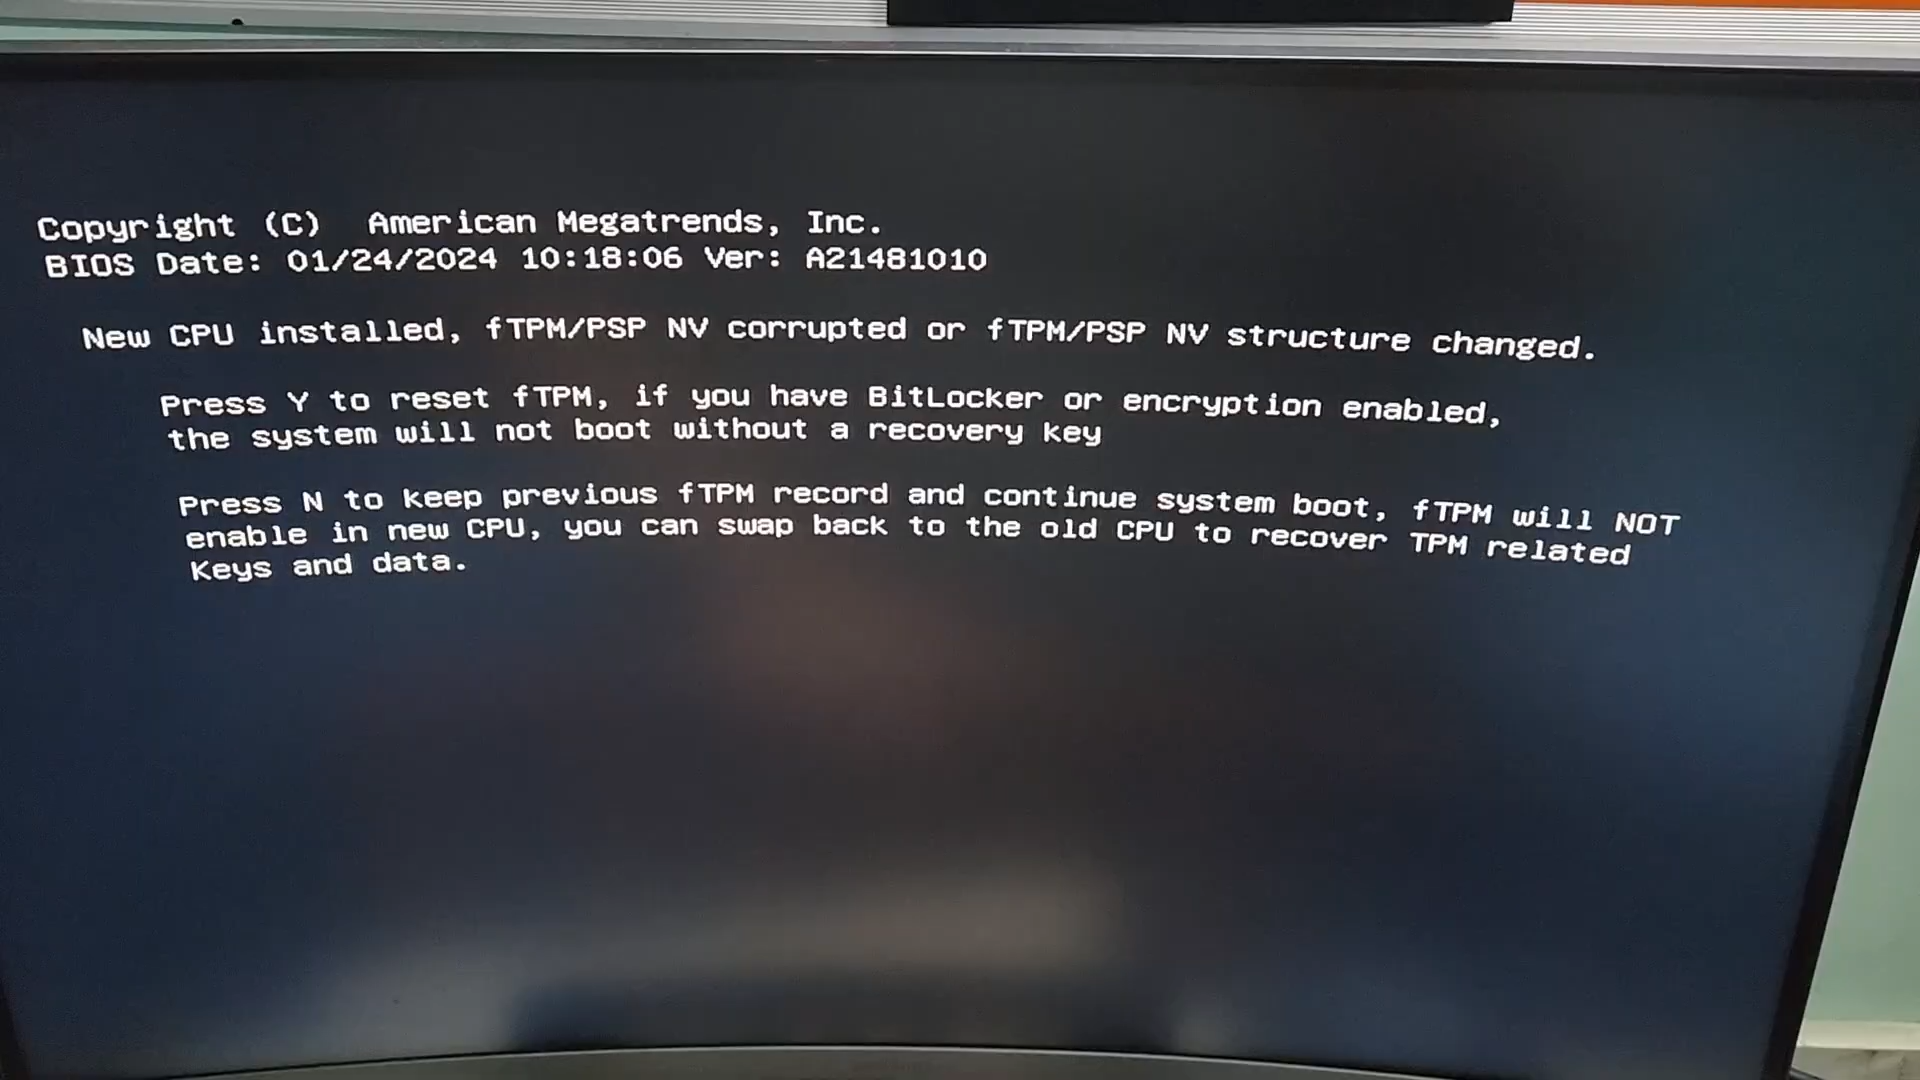 Copyright (C) American Megatrends, Inc.
BIOS Date: 01/24/2024 10:18:06 Ver: A21481010
New CPU installed, fTPM/PSP NV corrupted or fTPM/PSP NV structure changed.
Press Y to reset fTPM, if you have BitLocker or encryption enabled,
the system will not boot without a recovery key
Press N to keep previous fTPM record and continue system boot, fTPM will NOT
enable in new CPU, you can swap back to the old CPU to recover TPM related
Keys and data.